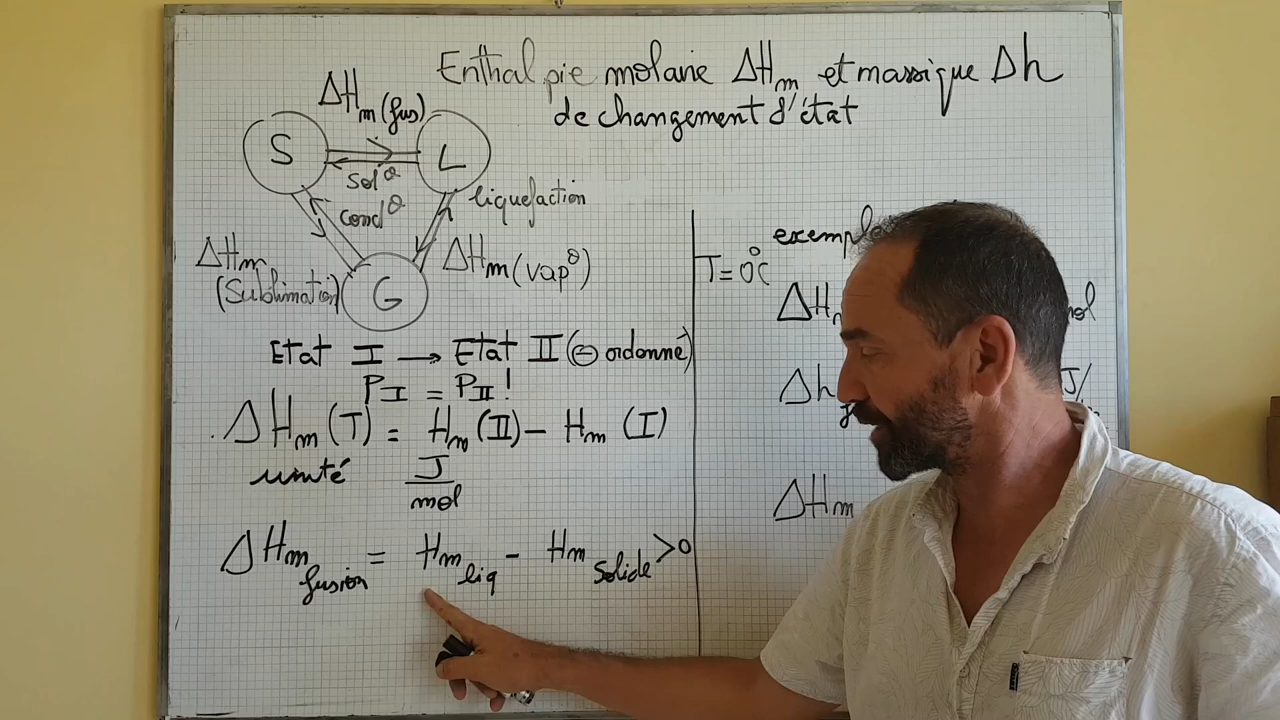 Enthalpie molaire ΔHm et massique Δh
de changement d'état
ΔHm(fus)
S
L
Sol°
Cond°
liquefaction
ΔHm
(Sublimation)
G
ΔHm(vap°)
Etat I → Etat II (⊖ ordonné)
PI = PII !
ΔHm(T) = Hm(II) - Hm(I)
unité
J
mol
ΔHm fusion = Hm liq - Hm Solide > 0
exemple
T = 0°C
ΔH
Δh
J/
ΔHm